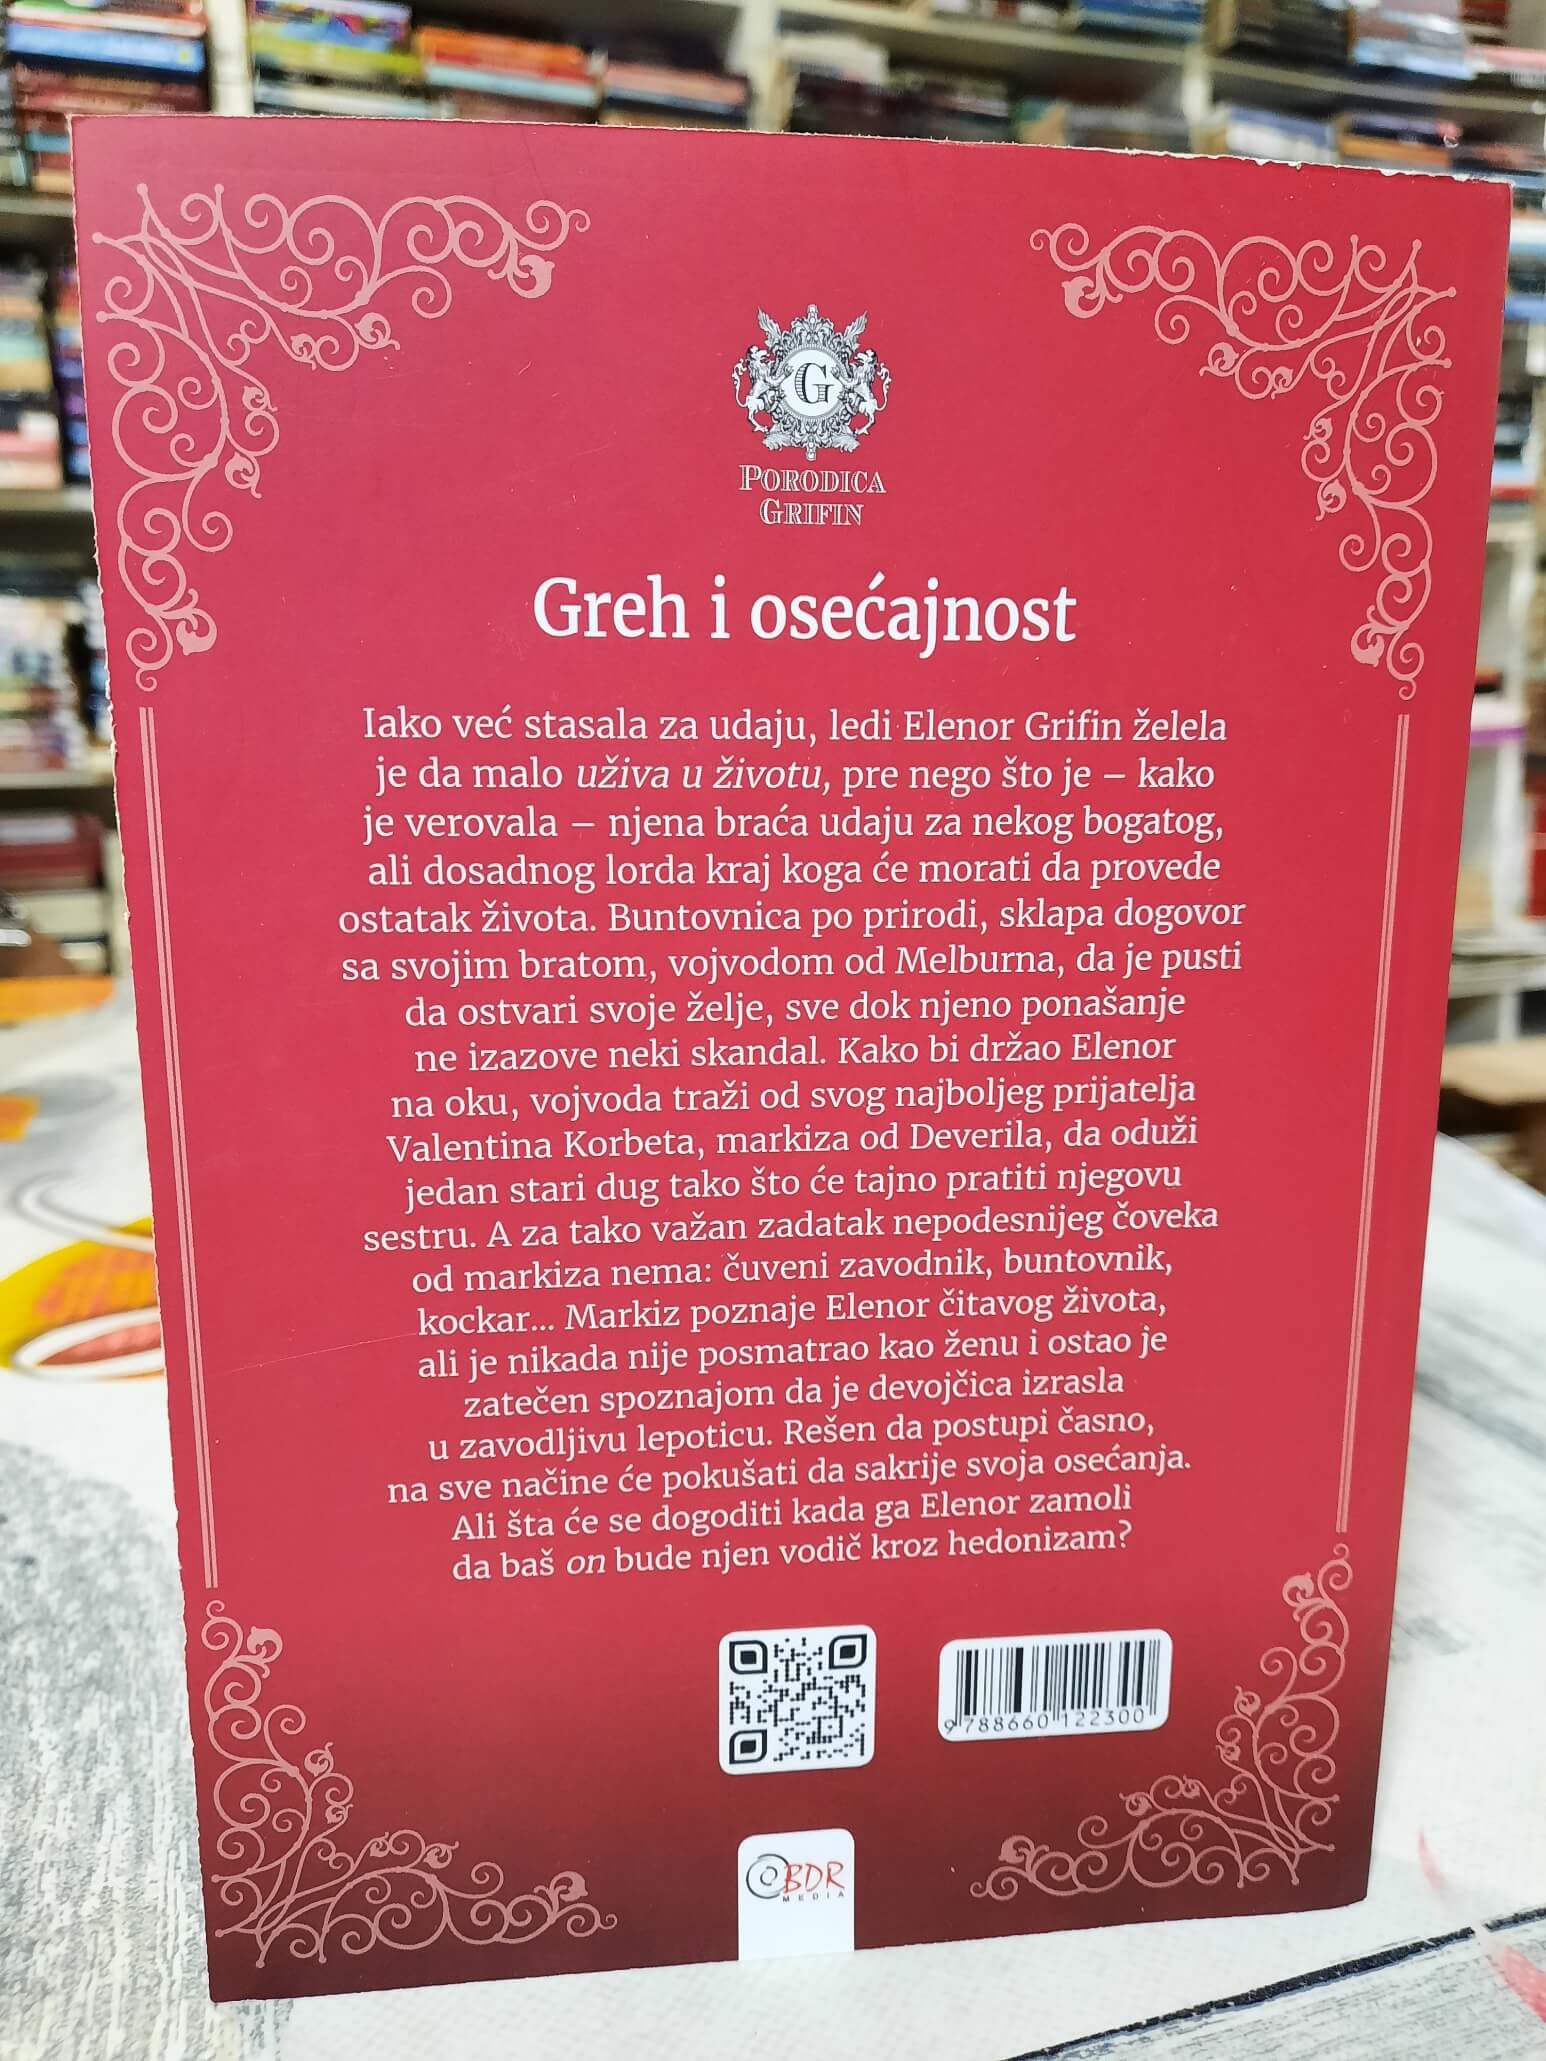 G
PORODICA
GRIFIN
Greh i osećajnost
Iako već stasala za udaju, ledi Elenor Grifin želela
je da malo uživa u životu, pre nego što je – kako
je verovala – njena braća udaju za nekog bogatog,
ali dosadnog lorda kraj koga će morati da provede
ostatak života. Buntovnica po prirodi, sklapa dogovor
sa svojim bratom, vojvodom od Melburna, da je pusti
da ostvari svoje želje, sve dok njeno ponašanje
ne izazove neki skandal. Kako bi držao Elenor
na oku, vojvoda traži od svog najboljeg prijatelja
Valentina Korbeta, markiza od Deverila, da oduži
jedan stari dug tako što će tajno pratiti njegovu
sestru. A za tako važan zadatak nepodesnijeg čoveka
od markiza nema: čuveni zavodnik, buntovnik,
kockar... Markiz poznaje Elenor čitavog života,
ali je nikada nije posmatrao kao ženu i ostao je
zatečen spoznajom da je devojčica izrasla
u zavodljivu lepoticu. Rešen da postupi časno,
na sve načine će pokušati da sakrije svoja osećanja.
Ali šta će se dogoditi kada ga Elenor zamoli
da baš on bude njen vodič kroz hedonizam?
9 788660 122300
BDR
MEDIA